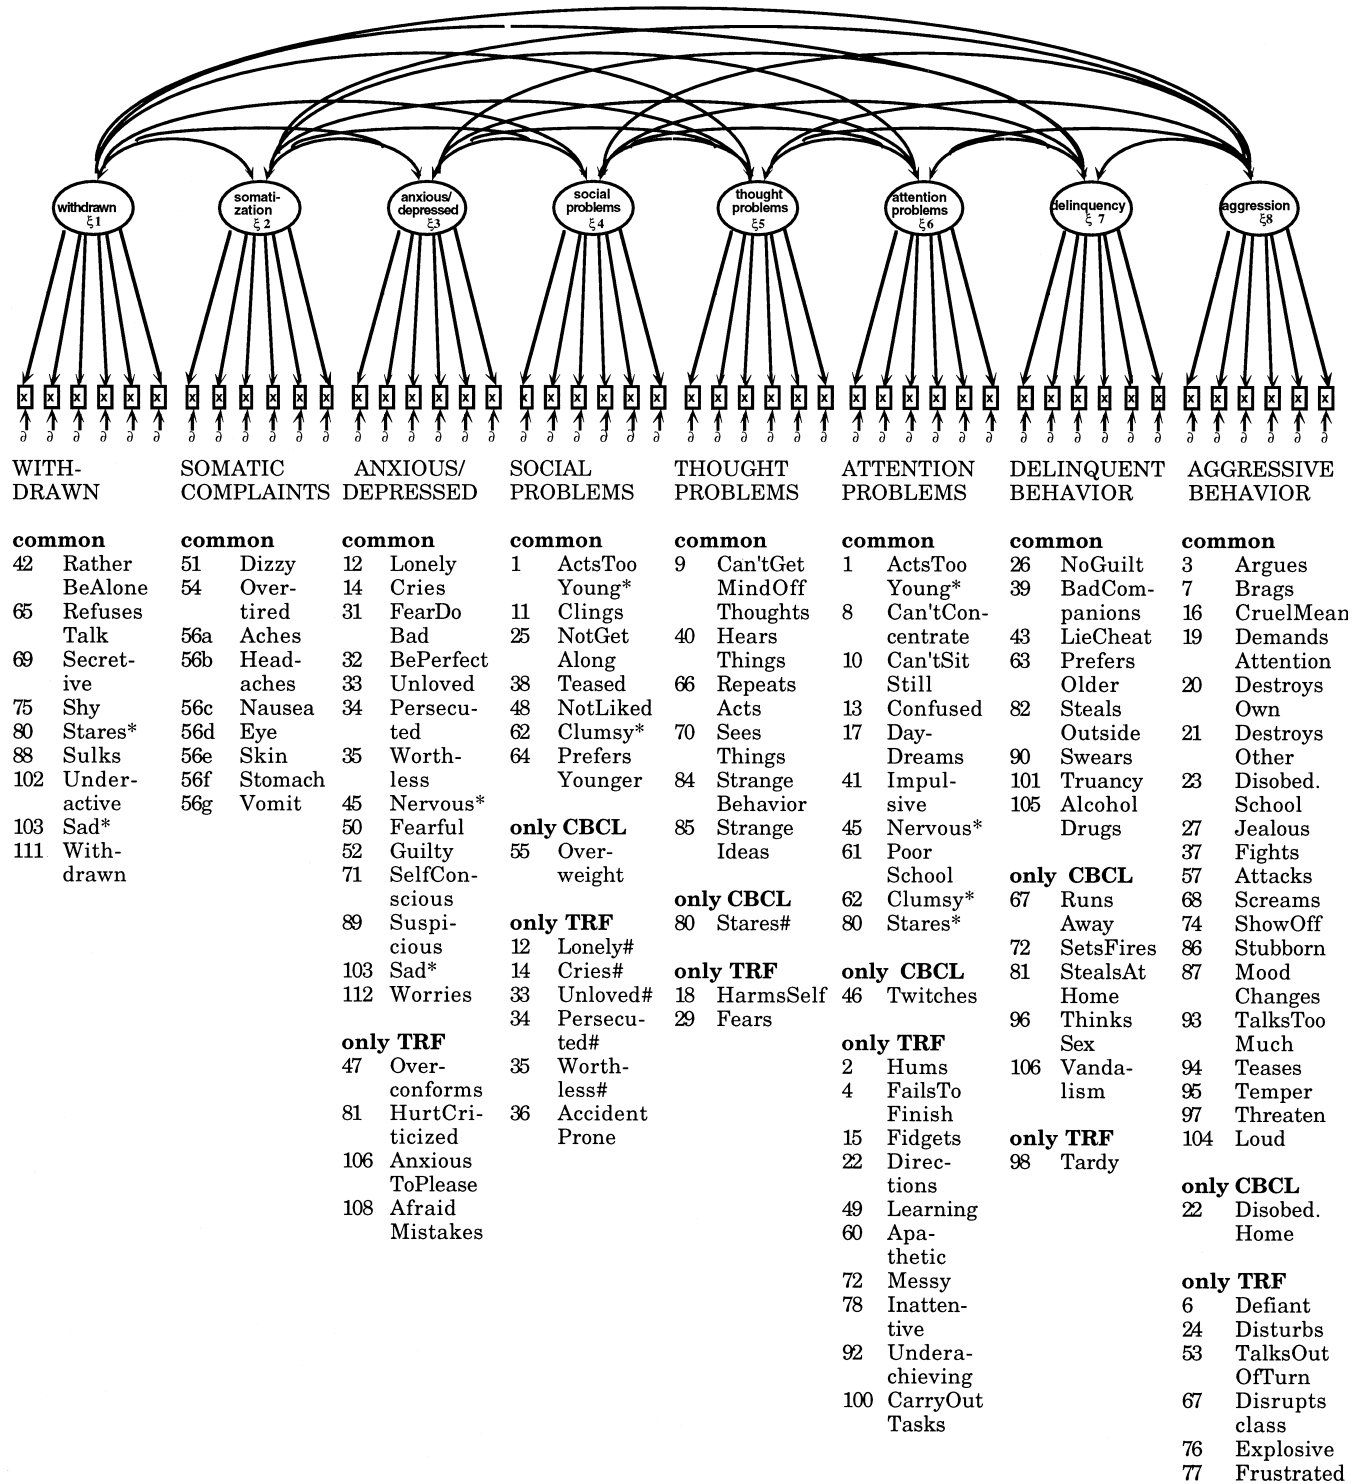 withdrawn
ξ1
somati-
zation
ξ 2
anxious/
depressed
ξ3
social
problems
ξ 4
thought
problems
ξ5
attention
problems
ξ6
delinquency
ξ 7
aggression
ξ8
x x x x x x x x x x x x x x x x x x x x x x x x x x x x x x x x x x x x x x x x x x x x x x x x
∂ ∂ ∂ ∂ ∂ ∂ ∂ ∂ ∂ ∂ ∂ ∂ ∂ ∂ ∂ ∂ ∂ ∂ ∂ ∂ ∂ ∂ ∂ ∂ ∂ ∂ ∂ ∂ ∂ ∂ ∂ ∂ ∂ ∂ ∂ ∂ ∂ ∂ ∂ ∂ ∂ ∂ ∂ ∂ ∂ ∂ ∂ ∂
WITH-
DRAWN
common
42 Rather
BeAlone
65 Refuses
Talk
69 Secret-
ive
75 Shy
80 Stares*
88 Sulks
102 Under-
active
103 Sad*
111 With-
drawn
SOMATIC
COMPLAINTS
common
51 Dizzy
54 Over-
tired
56a Aches
56b Head-
aches
56c Nausea
56d Eye
56e Skin
56f Stomach
56g Vomit
ANXIOUS/
DEPRESSED
common
12 Lonely
14 Cries
31 FearDo
Bad
32 BePerfect
33 Unloved
34 Persecu-
ted
35 Worth-
less
45 Nervous*
50 Fearful
52 Guilty
71 SelfCon-
scious
89 Suspi-
cious
103 Sad*
112 Worries
only TRF
47 Over-
conforms
81 HurtCri-
ticized
106 Anxious
ToPlease
108 Afraid
Mistakes
SOCIAL
PROBLEMS
common
1 ActsToo
Young*
11 Clings
25 NotGet
Along
38 Teased
48 NotLiked
62 Clumsy*
64 Prefers
Younger
only CBCL
55 Over-
weight
only TRF
12 Lonely#
14 Cries#
33 Unloved#
34 Persecu-
ted#
35 Worth-
less#
36 Accident
Prone
THOUGHT
PROBLEMS
common
9 Can'tGet
MindOff
Thoughts
40 Hears
Things
66 Repeats
Acts
70 Sees
Things
84 Strange
Behavior
85 Strange
Ideas
only CBCL
80 Stares#
only TRF
18 HarmsSelf
29 Fears
ATTENTION
PROBLEMS
common
1 ActsToo
Young*
8 Can'tCon-
centrate
10 Can'tSit
Still
13 Confused
17 Day-
Dreams
41 Impul-
sive
45 Nervous*
61 Poor
School
62 Clumsy*
80 Stares*
only CBCL
46 Twitches
only TRF
2 Hums
4 FailsTo
Finish
15 Fidgets
22 Direc-
tions
49 Learning
60 Apa-
thetic
72 Messy
78 Inatten-
tive
92 Undera-
chieving
100 CarryOut
Tasks
DELINQUENT
BEHAVIOR
common
26 NoGuilt
39 BadCom-
panions
43 LieCheat
63 Prefers
Older
82 Steals
Outside
90 Swears
101 Truancy
105 Alcohol
Drugs
only CBCL
67 Runs
Away
72 SetsFires
81 StealsAt
Home
96 Thinks
Sex
106 Vanda-
lism
only TRF
98 Tardy
AGGRESSIVE
BEHAVIOR
common
3 Argues
7 Brags
16 CruelMean
19 Demands
Attention
20 Destroys
Own
21 Destroys
Other
23 Disobed.
School
27 Jealous
37 Fights
57 Attacks
68 Screams
74 ShowOff
86 Stubborn
87 Mood
Changes
93 TalksToo
Much
94 Teases
95 Temper
97 Threaten
104 Loud
only CBCL
22 Disobed.
Home
only TRF
6 Defiant
24 Disturbs
53 TalksOut
OfTurn
67 Disrupts
class
76 Explosive
77 Frustrated